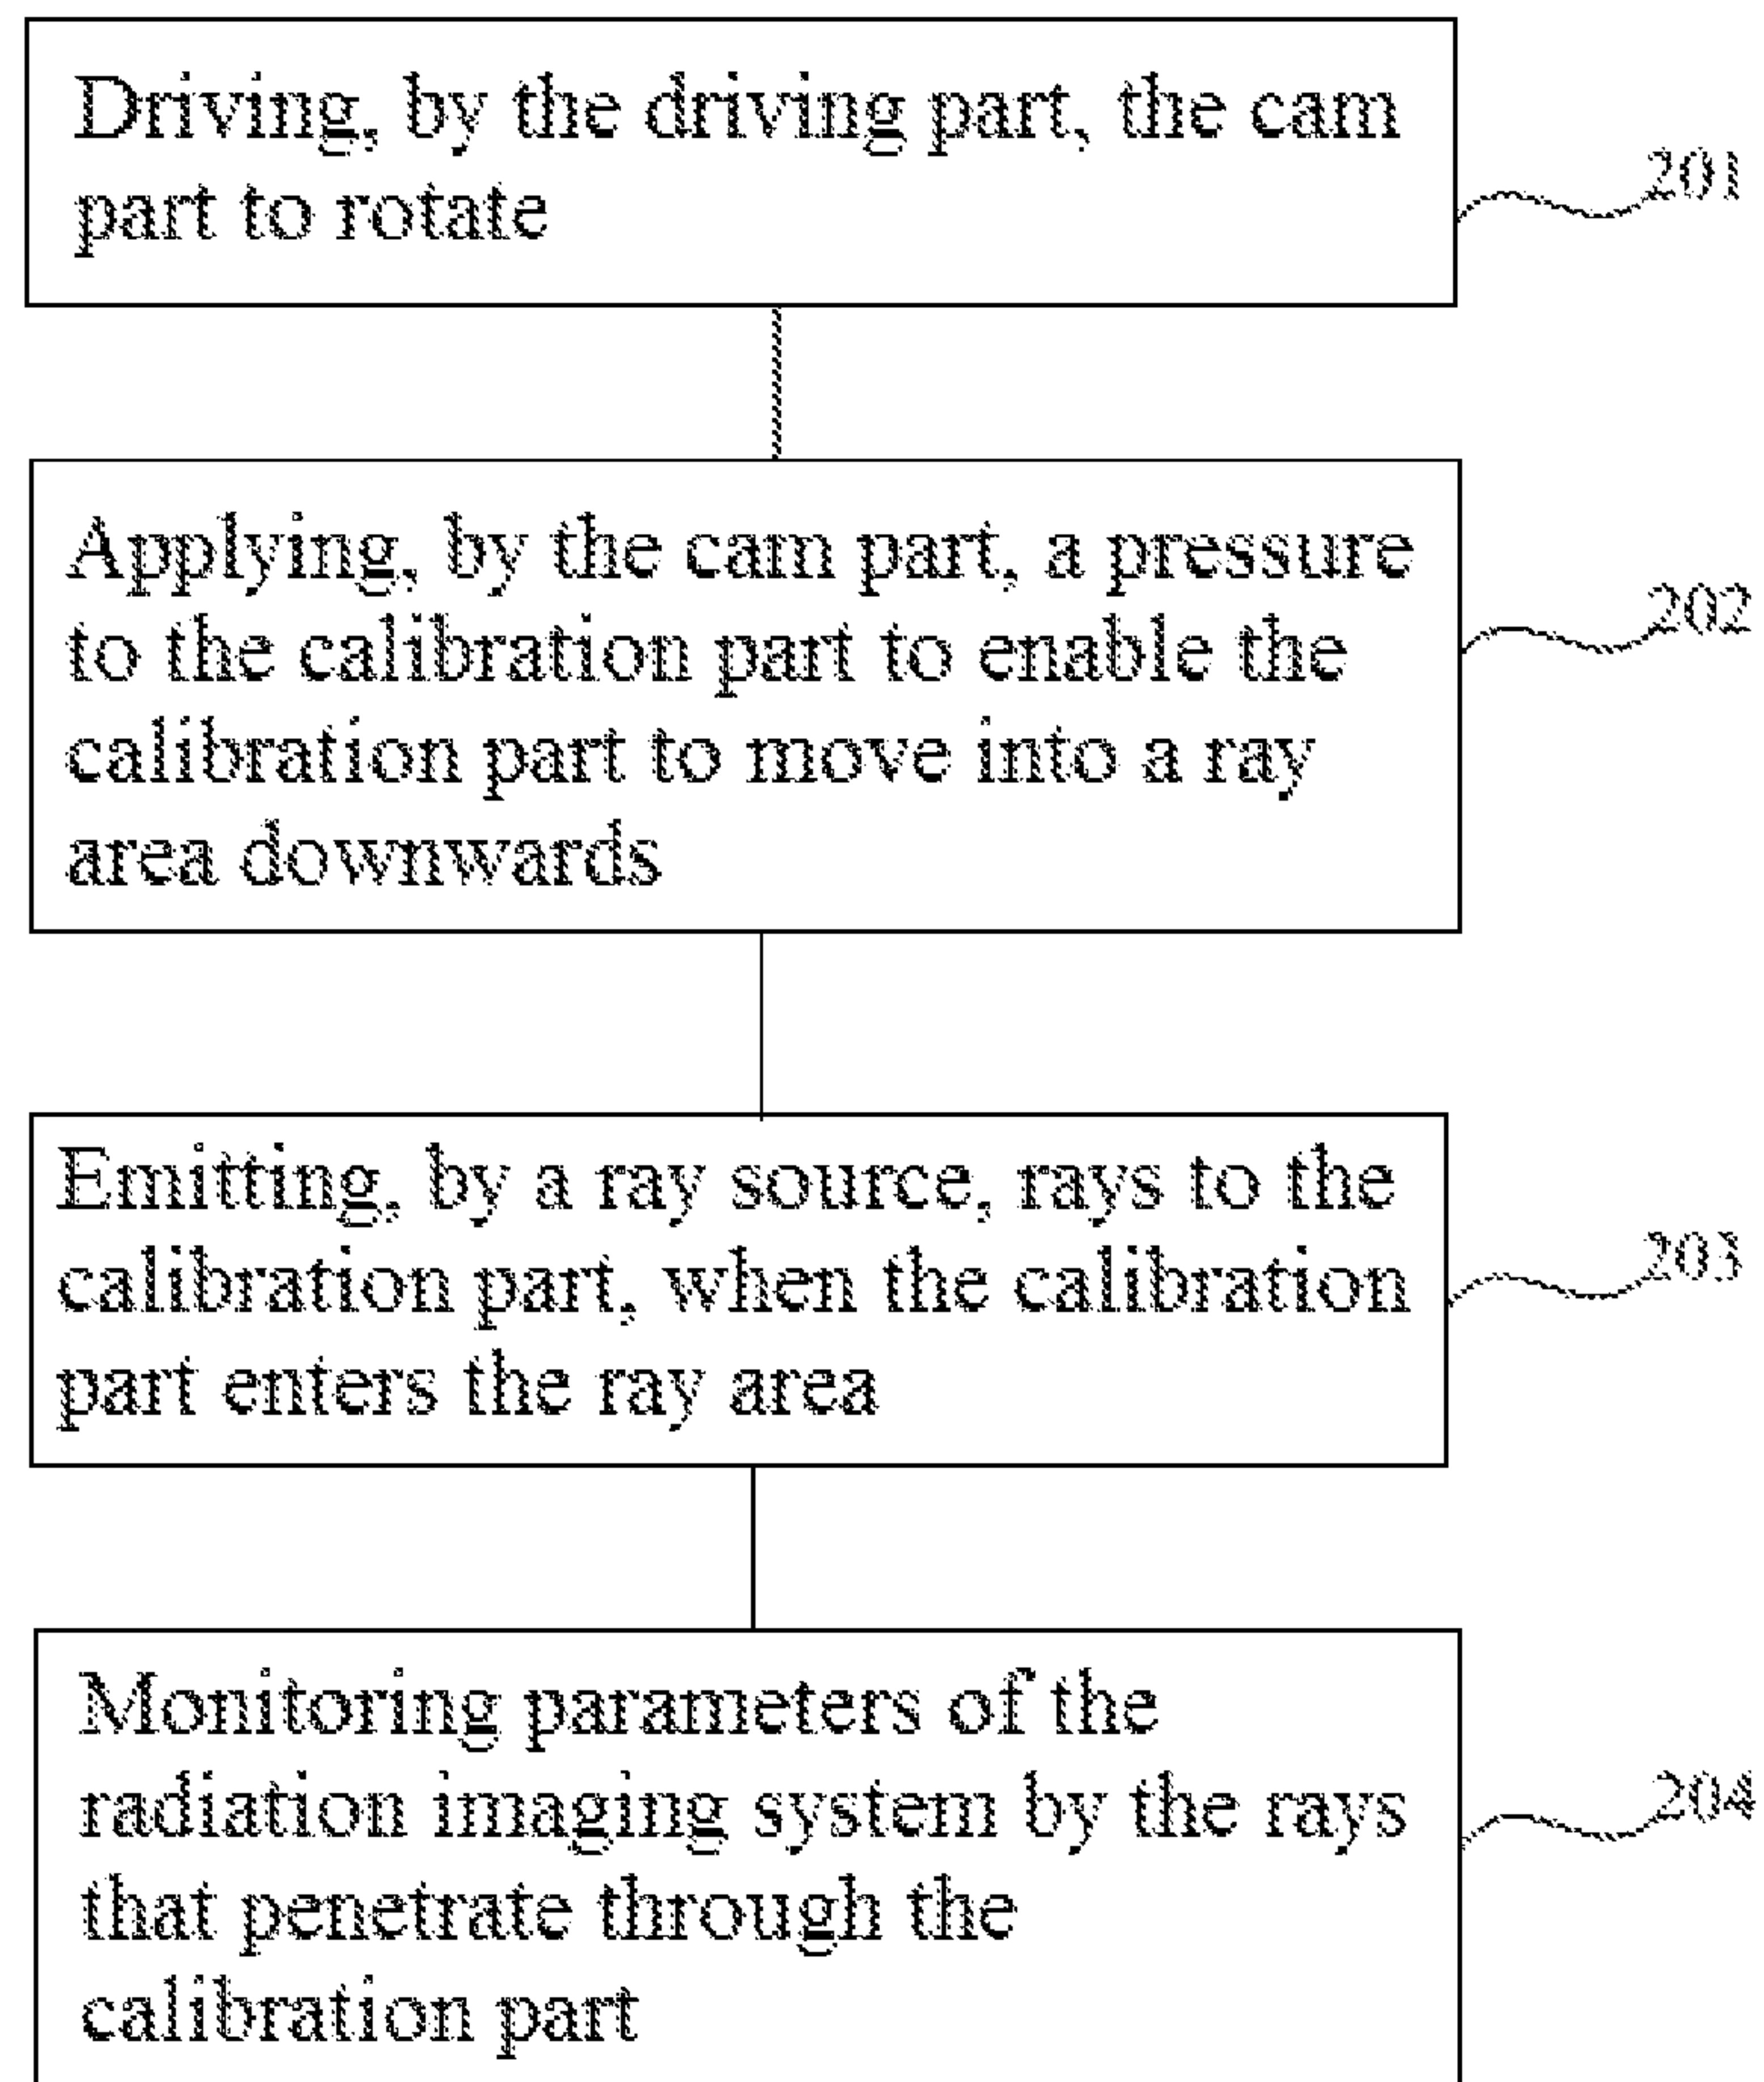 Driving, by the driving part, the cam
part to rotate
201
Applying, by the cam part, a pressure
to the calibration part to enable the
calibration part to move into a ray
area downwards
202
Emitting, by a ray source, rays to the
calibration part, when the calibration
part enters the ray area
203
Monitoring parameters of the
radiation imaging system by the rays
that penetrate through the
calibration part
204